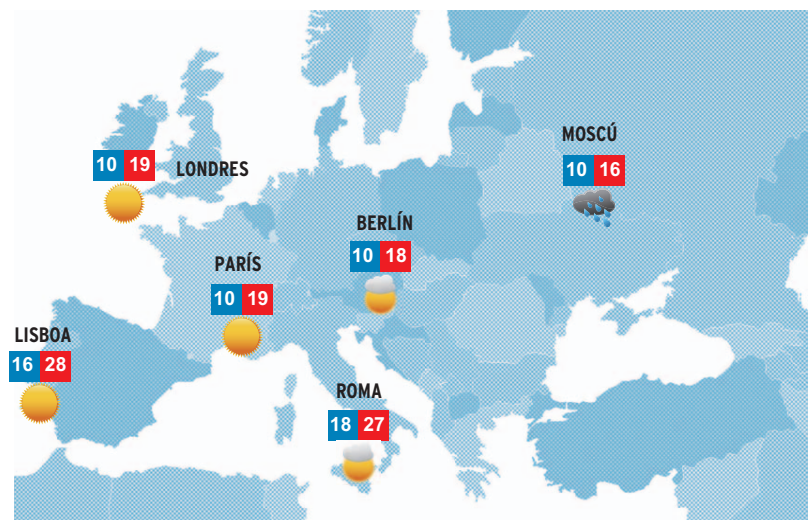 MOSCÚ
10 16
10 19
LONDRES
BERLÍN
10 18
PARÍS
10 19
LISBOA
16 28
ROMA
18 27